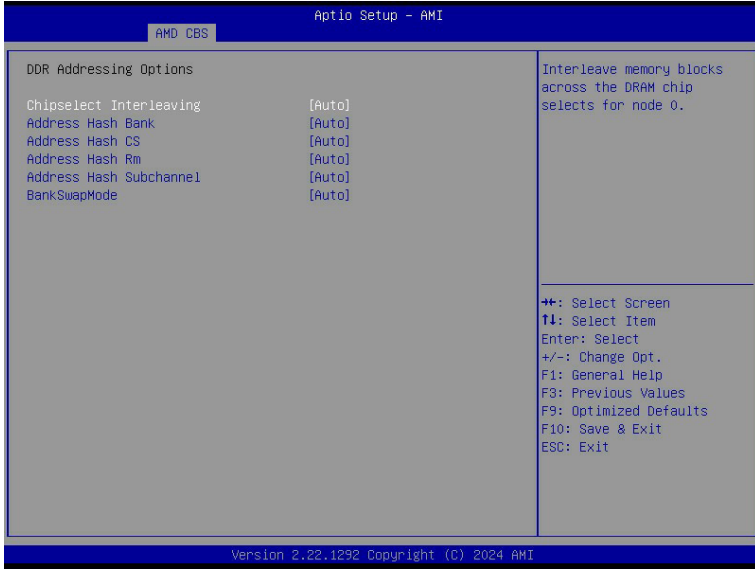 Aptio Setup – AMI
AMD CBS
DDR Addressing Options
Chipselect Interleaving [Auto]
Address Hash Bank [Auto]
Address Hash CS [Auto]
Address Hash Rm [Auto]
Address Hash Subchannel [Auto]
BankSwapMode [Auto]
Interleave memory blocks
across the DRAM chip
selects for node 0.
→←: Select Screen
↑↓: Select Item
Enter: Select
+/-: Change Opt.
F1: General Help
F3: Previous Values
F9: Optimized Defaults
F10: Save & Exit
ESC: Exit
Version 2.22.1292 Copyright (C) 2024 AMI